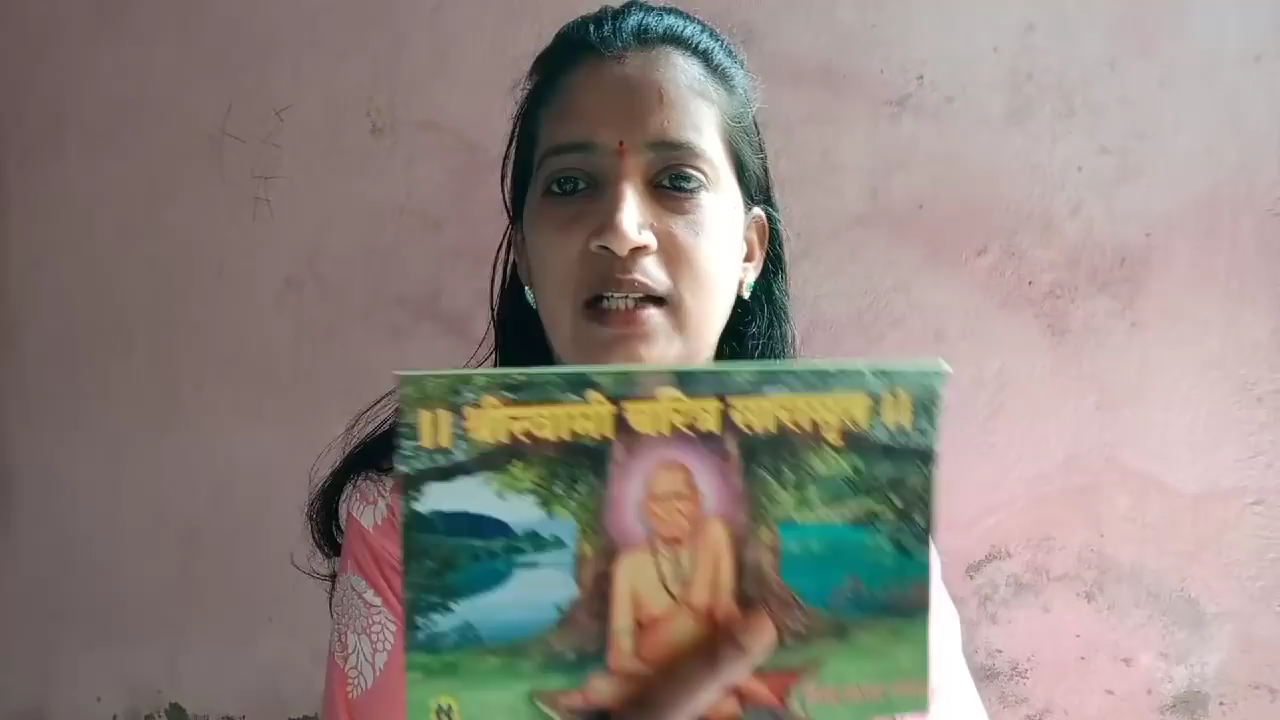 ॥ श्रीस्वामी चरित्र सारामृत ॥